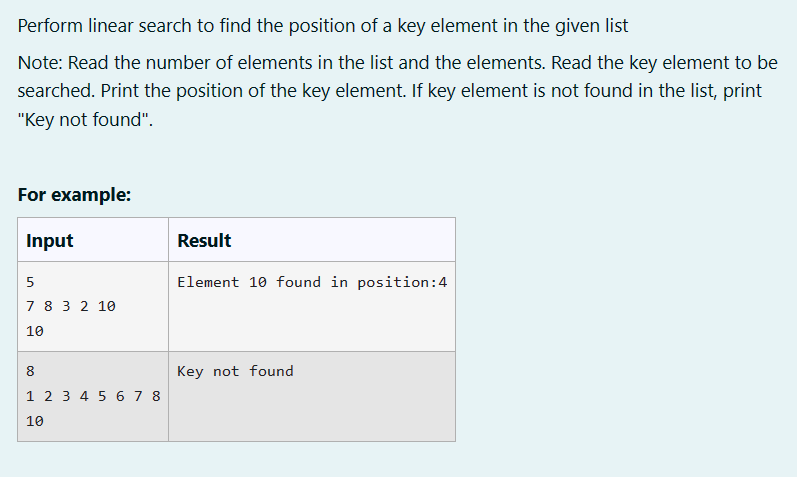 Perform linear search to find the position of a key element in the given list
Note: Read the number of elements in the list and the elements. Read the key element to be
searched. Print the position of the key element. If key element is not found in the list, print
"Key not found".
For example:
Input Result
5 Element 10 found in position:4
7 8 3 2 10
10
8 Key not found
1 2 3 4 5 6 7 8
10